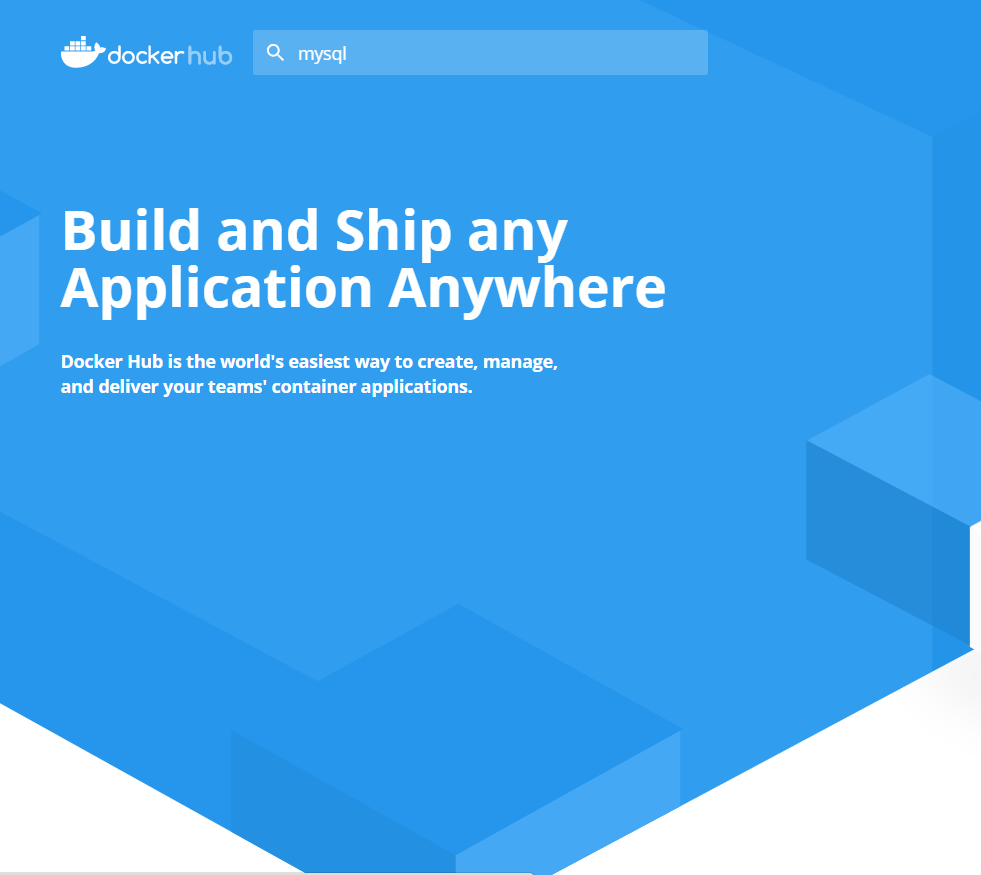 docker hub
mysql
Build and Ship any
Application Anywhere
Docker Hub is the world's easiest way to create, manage,
and deliver your teams' container applications.